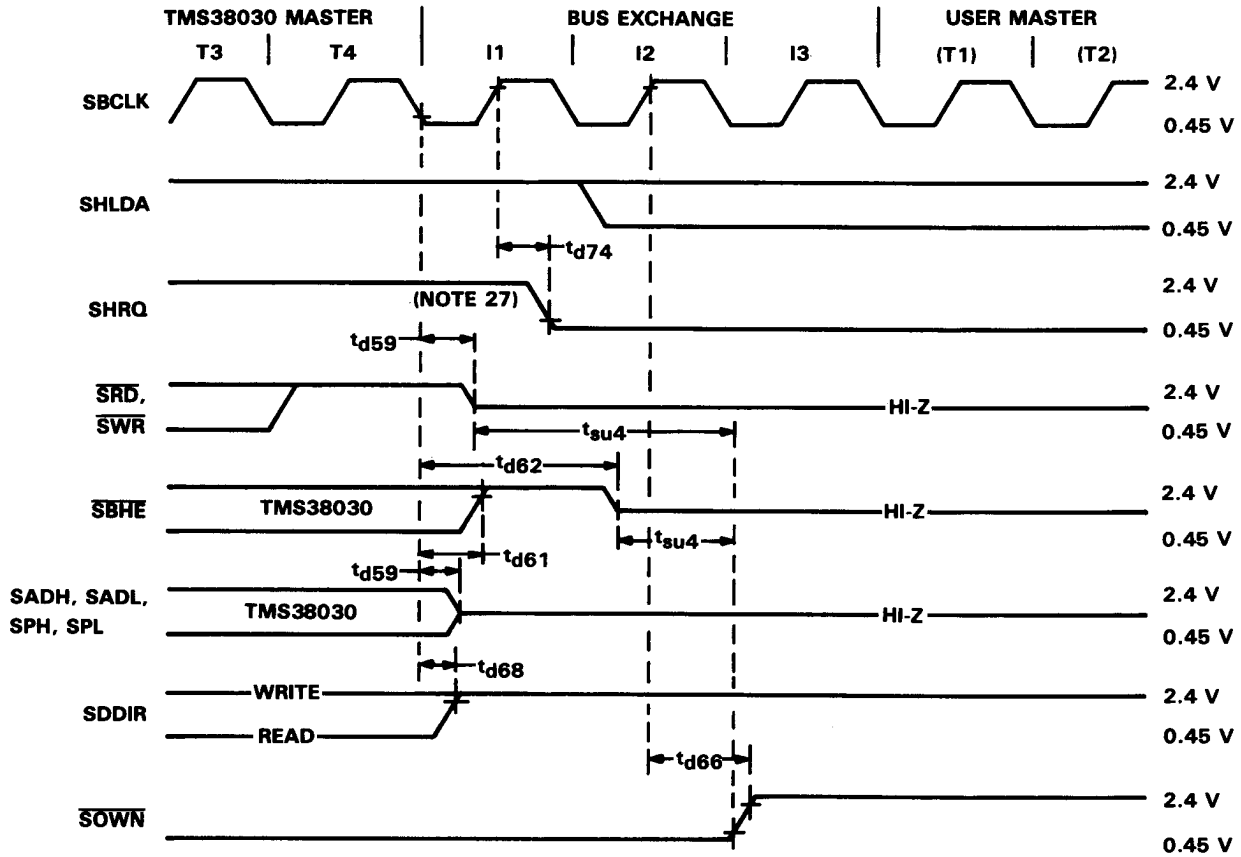 TMS38030 MASTER BUS EXCHANGE USER MASTER
T3 T4 I1 I2 I3 (T1) (T2)
SBCLK 2.4 V
0.45 V
SHLDA 2.4 V
0.45 V
td74
SHRQ (NOTE 27) 2.4 V
0.45 V
td59
SRD, 2.4 V
HI-Z
SWR 0.45 V
tsu4
td62
SBHE TMS38030 2.4 V
HI-Z
0.45 V
tsu4
td61
td59
SADH, SADL, 2.4 V
TMS38030 HI-Z
SPH, SPL 0.45 V
td68
WRITE 2.4 V
SDDIR
READ 0.45 V
td66
SOWN 2.4 V
0.45 V